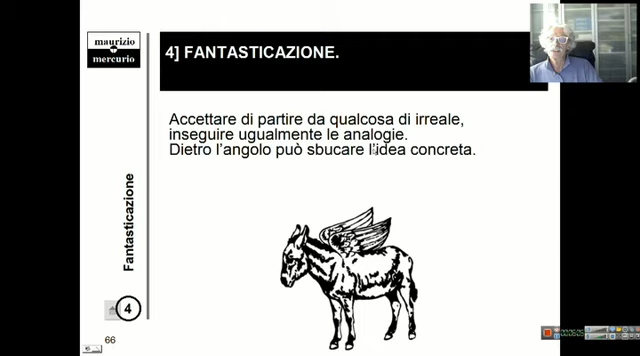 maurizio
mercurio
4] FANTASTICAZIONE.
Accettare di partire da qualcosa di irreale,
inseguire ugualmente le analogie.
Dietro l'angolo può sbucare l'idea concreta.
Fantasticazione
4
66